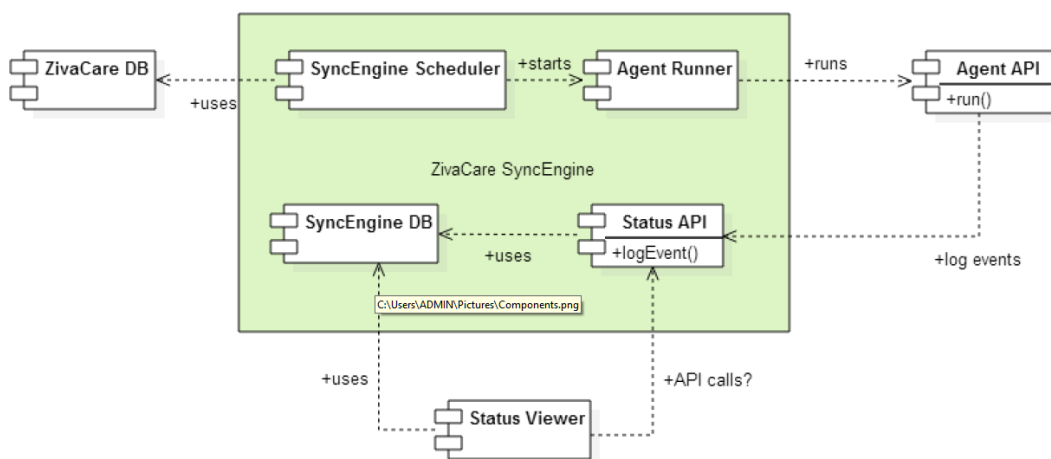 ZivaCare DB
SyncEngine Scheduler
+starts
Agent Runner
+runs
Agent API
+run()
+uses
ZivaCare SyncEngine
SyncEngine DB
+uses
Status API
+logEvent()
+log events
C:\Users\ADMIN\Pictures\Components.png
+uses
+API calls?
Status Viewer